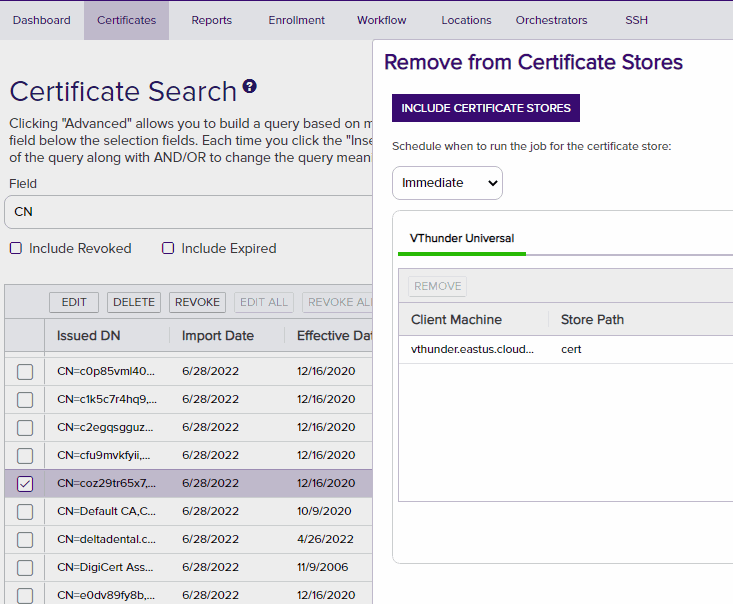 Dashboard Certificates Reports Enrollment Workflow Locations Orchestrators SSH
Certificate Search ?
Clicking "Advanced" allows you to build a query based on m
field below the selection fields. Each time you click the "Inse
of the query along with AND/OR to change the query mean
Field
CN
Include Revoked Include Expired
EDIT DELETE REVOKE EDIT ALL REVOKE ALL
Issued DN Import Date Effective Dat
CN=c0p85vml40... 6/28/2022 12/16/2020
CN=c1k5c7r4hq9,... 6/28/2022 12/16/2020
CN=c2egqsgguz... 6/28/2022 12/16/2020
CN=cfu9mvkfyii,... 6/28/2022 12/16/2020
CN=coz29tr65x7,... 6/28/2022 12/16/2020
CN=Default CA,C... 6/28/2022 10/9/2020
CN=deltadental.c... 6/28/2022 4/26/2022
CN=DigiCert Ass... 6/28/2022 11/9/2006
CN=e0dv89fy8b,... 6/28/2022 12/16/2020
Remove from Certificate Stores
INCLUDE CERTIFICATE STORES
Schedule when to run the job for the certificate store:
Immediate
VThunder Universal
REMOVE
Client Machine Store Path
vthunder.eastus.cloud... cert